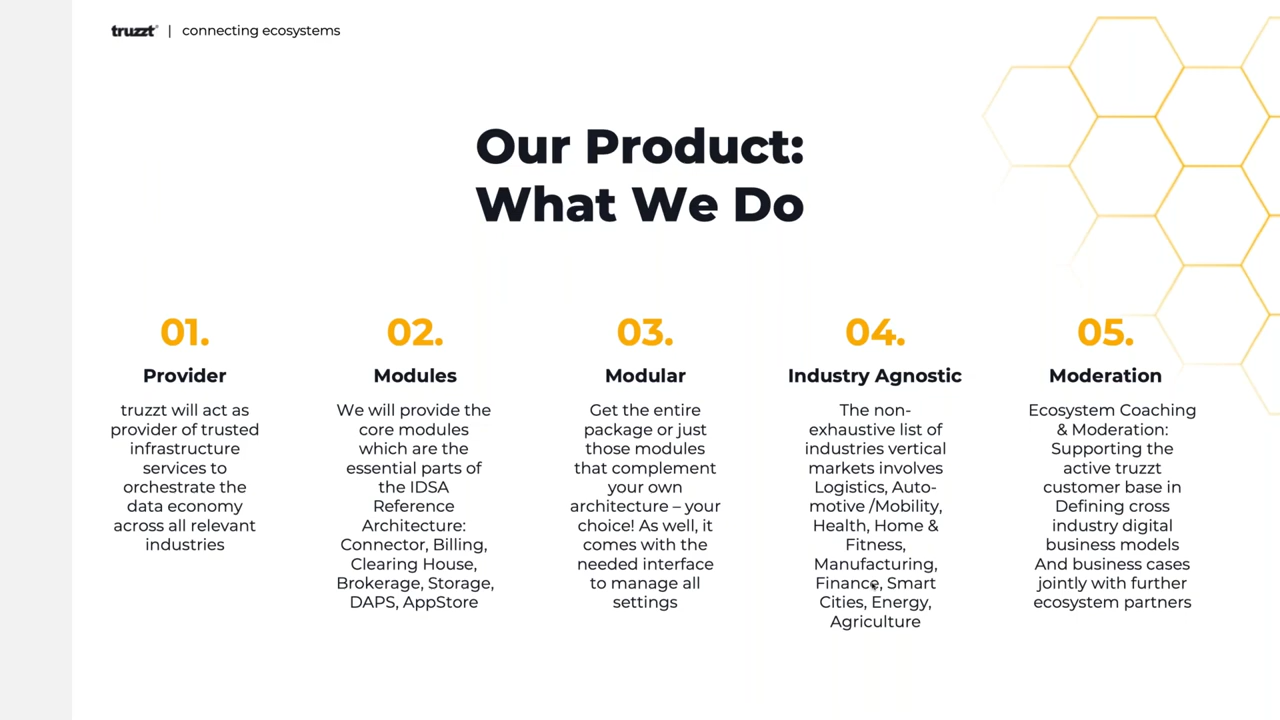 truzzt | connecting ecosystems
Our Product:
What We Do
01.
Provider
truzzt will act as
provider of trusted
infrastructure
services to
orchestrate the
data economy
across all relevant
industries
02.
Modules
We will provide the
core modules
which are the
essential parts of
the IDSA
Reference
Architecture:
Connector, Billing,
Clearing House,
Brokerage, Storage,
DAPS, AppStore
03.
Modular
Get the entire
package or just
those modules
that complement
your own
architecture – your
choice! As well, it
comes with the
needed interface
to manage all
settings
04.
Industry Agnostic
The non-
exhaustive list of
industries vertical
markets involves
Logistics, Auto-
motive /Mobility,
Health, Home &
Fitness,
Manufacturing,
Finance, Smart
Cities, Energy,
Agriculture
05.
Moderation
Ecosystem Coaching
& Moderation:
Supporting the
active truzzt
customer base in
Defining cross
industry digital
business models
And business cases
jointly with further
ecosystem partners